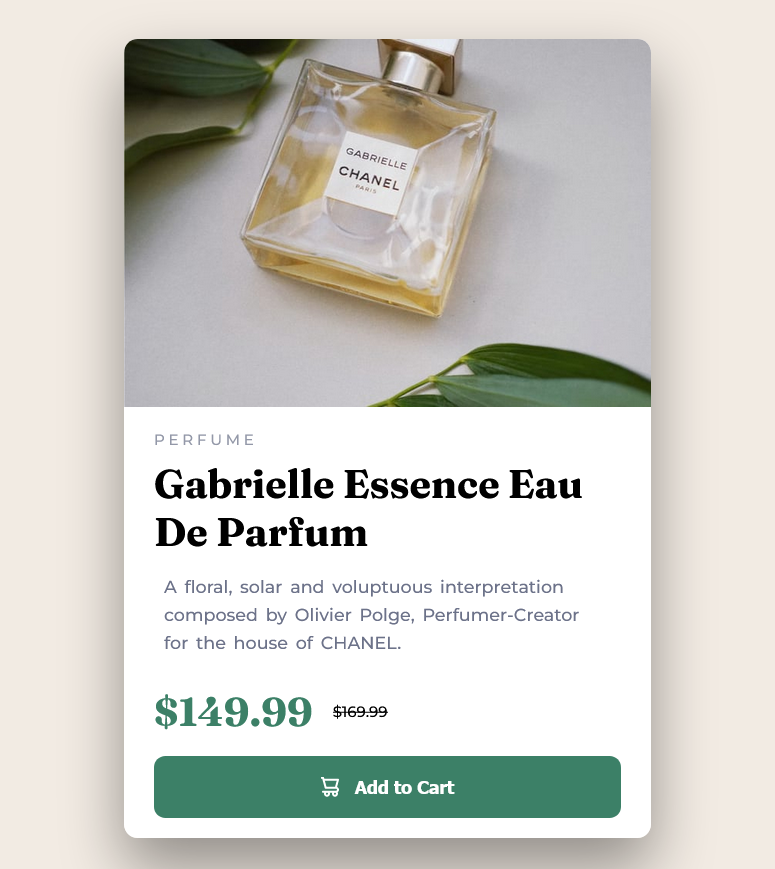 GABRIELLE
CHANEL
PARIS
PERFUME
Gabrielle Essence Eau
De Parfum
A floral, solar and voluptuous interpretation
composed by Olivier Polge, Perfumer-Creator
for the house of CHANEL.
$149.99 $169.99
Add to Cart